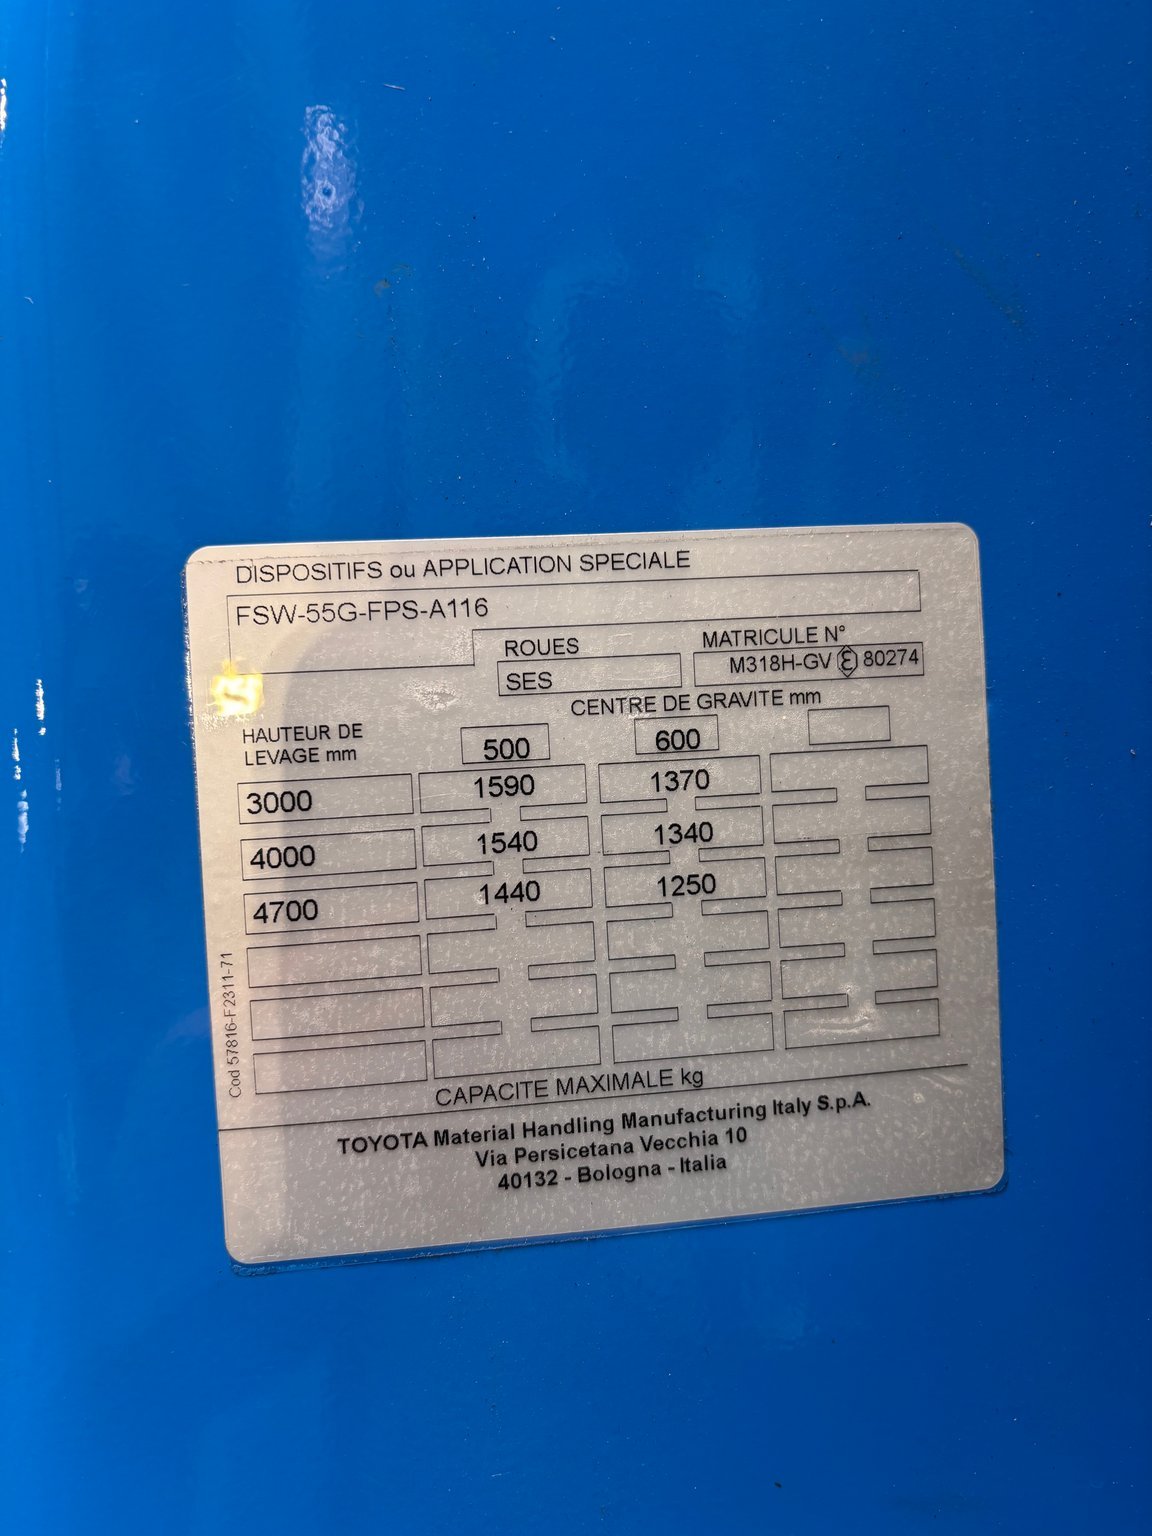 DISPOSITIFS ou APPLICATION SPECIALE
FSW-55G-FPS-A116
ROUES
MATRICULE N°
SES
M318H-GV Ɛ 80274
CENTRE DE GRAVITE mm
HAUTEUR DE
LEVAGE mm
500 600
3000 1590 1370
4000 1540 1340
4700 1440 1250
Cod 57816-F2311-71
CAPACITE MAXIMALE kg
TOYOTA Material Handling Manufacturing Italy S.p.A.
Via Persicetana Vecchia 10
40132 - Bologna - Italia